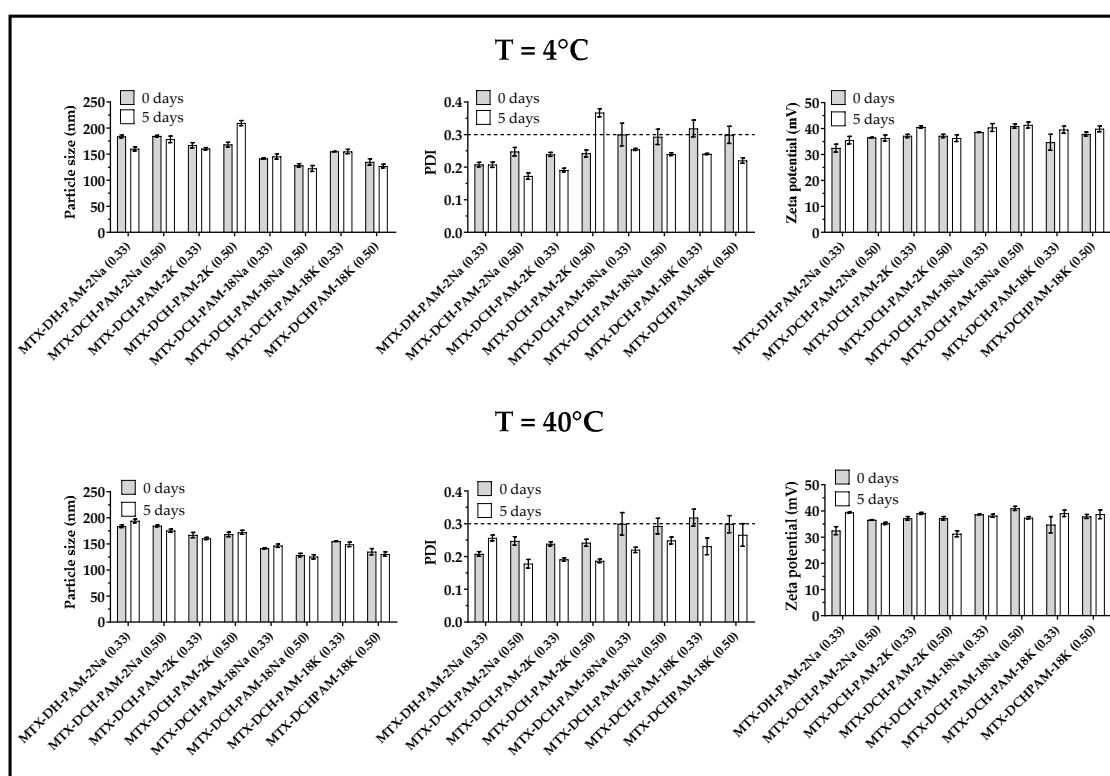 T = 4°C
0 days
5 days
Particle size (nm)
250
200
150
100
50
0
MTX-DH-PAM-2Na (0.33)
MTX-DCH-PAM-2Na (0.50)
MTX-DCH-PAM-2K (0.33)
MTX-DCH-PAM-2K (0.50)
MTX-DCH-PAM-18Na (0.33)
MTX-DCH-PAM-18Na (0.50)
MTX-DCH-PAM-18K (0.33)
MTX-DCHPAM-18K (0.50)
0 days
5 days
PDI
0.4
0.3
0.2
0.1
0.0
MTX-DH-PAM-2Na (0.33)
MTX-DCH-PAM-2Na (0.50)
MTX-DCH-PAM-2K (0.33)
MTX-DCH-PAM-2K (0.50)
MTX-DCH-PAM-18Na (0.33)
MTX-DCH-PAM-18Na (0.50)
MTX-DCH-PAM-18K (0.33)
MTX-DCHPAM-18K (0.50)
0 days
5 days
Zeta potential (mV)
50
40
30
20
10
0
MTX-DH-PAM-2Na (0.33)
MTX-DCH-PAM-2Na (0.50)
MTX-DCH-PAM-2K (0.33)
MTX-DCH-PAM-2K (0.50)
MTX-DCH-PAM-18Na (0.33)
MTX-DCH-PAM-18Na (0.50)
MTX-DCH-PAM-18K (0.33)
MTX-DCHPAM-18K (0.50)
T = 40°C
0 days
5 days
Particle size (nm)
250
200
150
100
50
0
MTX-DH-PAM-2Na (0.33)
MTX-DCH-PAM-2Na (0.50)
MTX-DCH-PAM-2K (0.33)
MTX-DCH-PAM-2K (0.50)
MTX-DCH-PAM-18Na (0.33)
MTX-DCH-PAM-18Na (0.50)
MTX-DCH-PAM-18K (0.33)
MTX-DCHPAM-18K (0.50)
0 days
5 days
PDI
0.4
0.3
0.2
0.1
0.0
MTX-DH-PAM-2Na (0.33)
MTX-DCH-PAM-2Na (0.50)
MTX-DCH-PAM-2K (0.33)
MTX-DCH-PAM-2K (0.50)
MTX-DCH-PAM-18Na (0.33)
MTX-DCH-PAM-18Na (0.50)
MTX-DCH-PAM-18K (0.33)
MTX-DCHPAM-18K (0.50)
0 days
5 days
Zeta potential (mV)
50
40
30
20
10
0
MTX-DH-PAM-2Na (0.33)
MTX-DCH-PAM-2Na (0.50)
MTX-DCH-PAM-2K (0.33)
MTX-DCH-PAM-2K (0.50)
MTX-DCH-PAM-18Na (0.33)
MTX-DCH-PAM-18Na (0.50)
MTX-DCH-PAM-18K (0.33)
MTX-DCHPAM-18K (0.50)